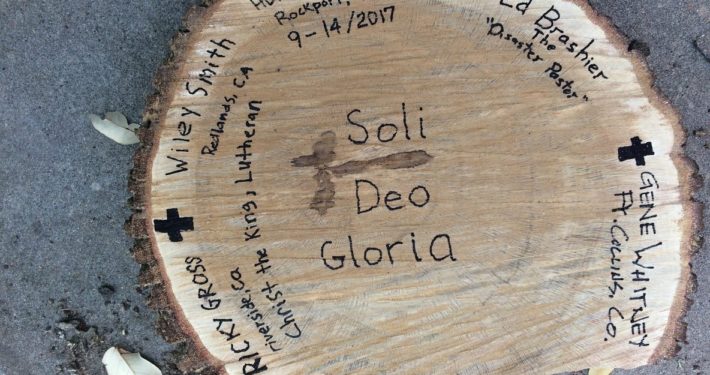 Rockport,
9-14/2017
Ed Brashier
The
"Disaster Pastor"
Wiley Smith
Redlands, CA
Soli
Deo
Gloria
GENE WHITNEY
Ft COLLINS, CO.
RICKY GROSS
riverside, ca
Christ the King, Lutheran